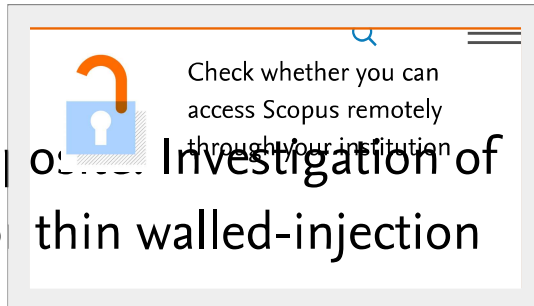 Check whether you can
access Scopus remotely
through your institution
Investigation of
thin walled-injection